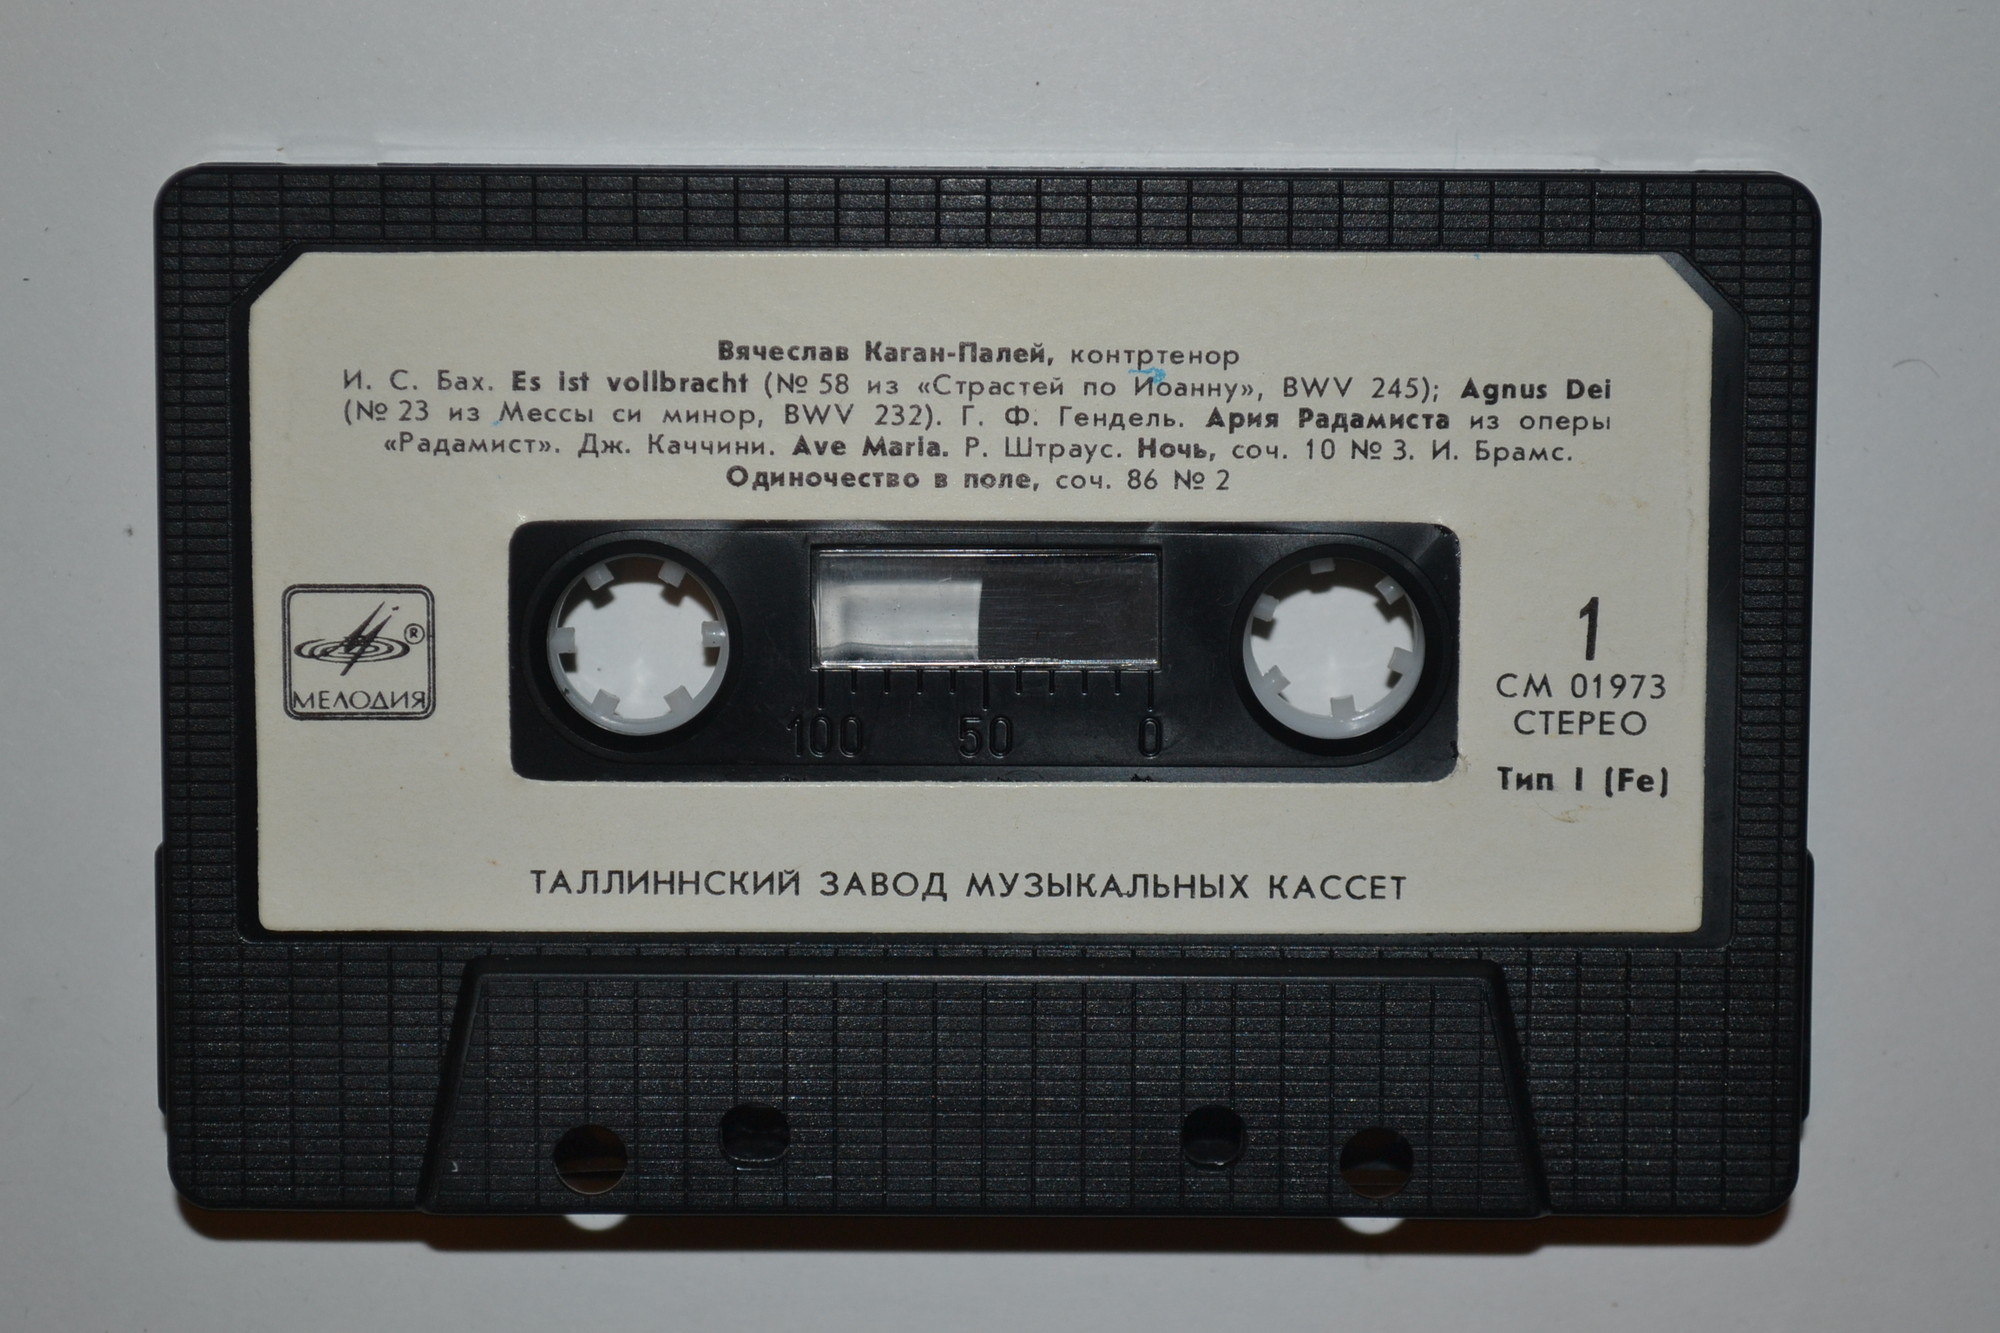 Вячеслав Каган-Палей, контртенор
И. С. Бах. Es ist vollbracht (№ 58 из «Страстей по Иоанну», BWV 245); Agnus Dei
(№ 23 из Мессы си минор, BWV 232). Г. Ф. Гендель. Ария Радамиста из оперы
«Радамист». Дж. Каччини. Ave Maria. Р. Штраус. Ночь, соч. 10 № 3. И. Брамс.
Одиночество в поле, соч. 86 № 2
® МЕЛОДИЯ
100 50 0
1
СМ 01973
СТЕРЕО
Тип I (Fe)
ТАЛЛИННСКИЙ ЗАВОД МУЗЫКАЛЬНЫХ КАССЕТ